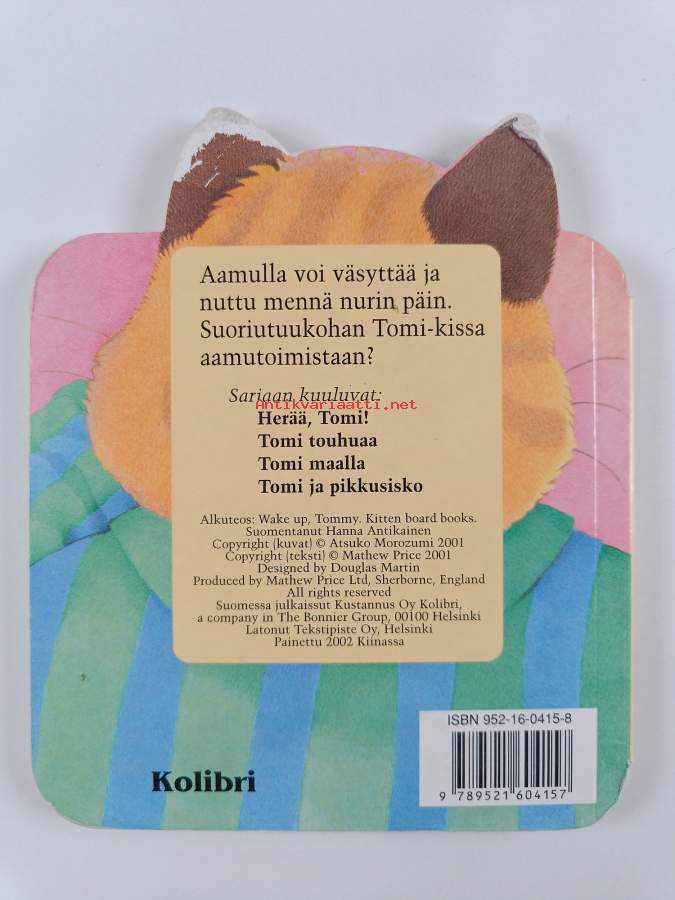 Aamulla voi väsyttää ja
nuttu mennä nurin päin.
Suoriutuukohan Tomi-kissa
aamutoimistaan?
Sarjaan kuuluvat:
Antikvariaatti.net
Herää, Tomi!
Tomi touhuaa
Tomi maalla
Tomi ja pikkusisko
Alkuteos: Wake up, Tommy. Kitten board books.
Suomentanut Hanna Antikainen
Copyright (kuvat) © Atsuko Morozumi 2001
Copyright (teksti) © Mathew Price 2001
Designed by Douglas Martin
Produced by Mathew Price Ltd, Sherborne, England
All rights reserved
Suomessa julkaissut Kustannus Oy Kolibri,
a company in The Bonnier Group, 00100 Helsinki
Latonut Tekstipiste Oy, Helsinki
Painettu 2002 Kiinassa
ISBN 952-16-0415-8
9 789521 604157
Kolibri